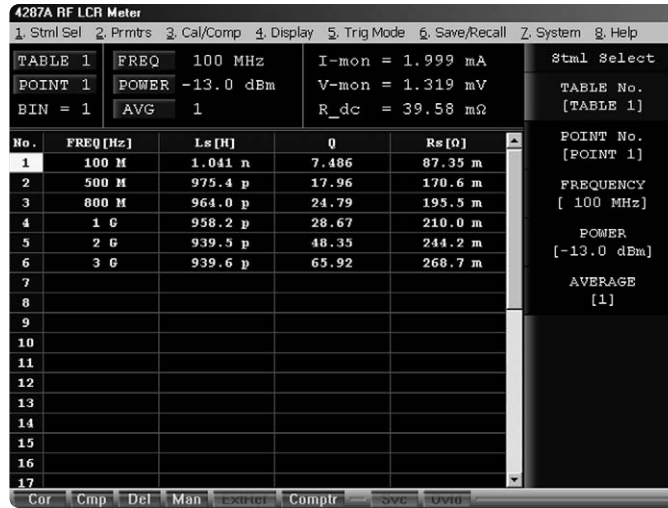 4287A RF LCR Meter
1. Stml Sel 2. Prmtrs 3. Cal/Comp 4. Display 5. Trig Mode 6. Save/Recall 7. System 8. Help
TABLE 1 FREQ 100 MHz I-mon = 1.999 mA
POINT 1 POWER -13.0 dBm V-mon = 1.319 mV
BIN = 1 AVG 1 R_dc = 39.58 mΩ
No. FREQ[Hz] Ls[H] Q Rs[Ω]
1 100 M 1.041 n 7.486 87.35 m
2 500 M 975.4 p 17.96 170.6 m
3 800 M 964.0 p 24.79 195.5 m
4 1 G 958.2 p 28.67 210.0 m
5 2 G 939.5 p 48.35 244.2 m
6 3 G 939.6 p 65.92 268.7 m
7
8
9
10
11
12
13
14
15
16
17
Stml Select
TABLE No.
[TABLE 1]
POINT No.
[POINT 1]
FREQUENCY
[ 100 MHz]
POWER
[-13.0 dBm]
AVERAGE
[1]
Cor Cmp Del Man ExtRef Comptr Svc Ovld